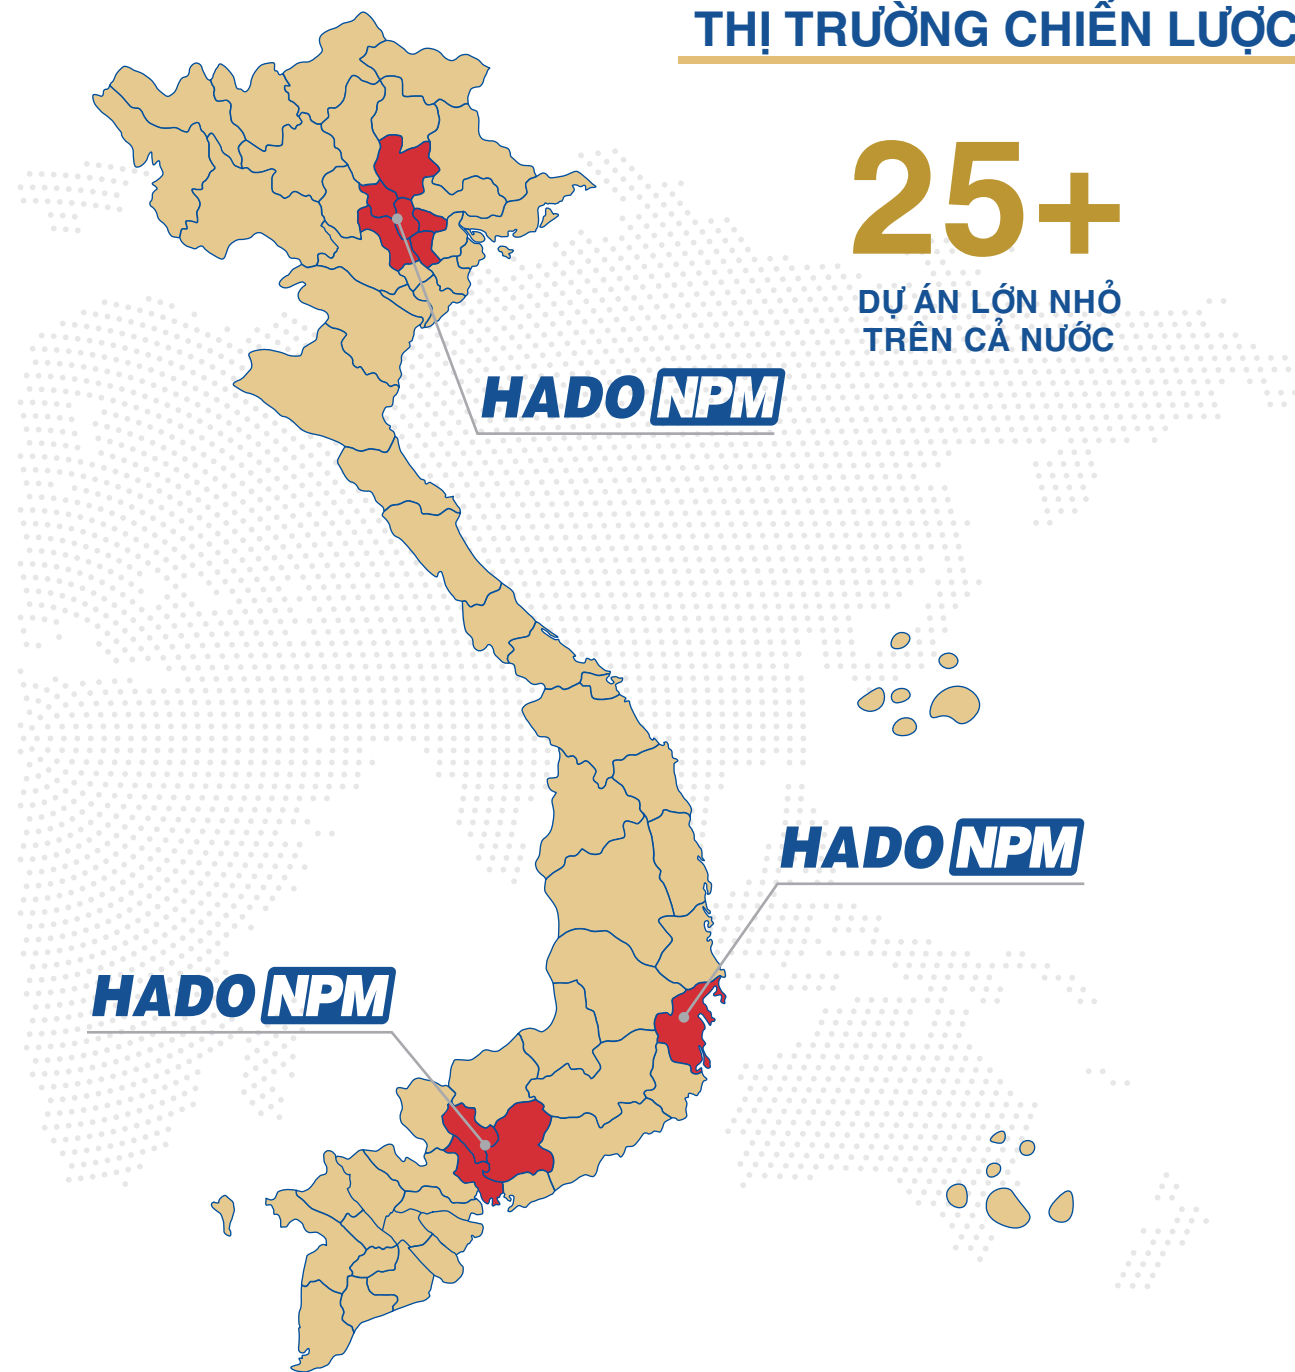 THỊ TRƯỜNG CHIẾN LƯỢC
25+
DỰ ÁN LỚN NHỎ
TRÊN CẢ NƯỚC
HADO NPM
HADO NPM
HADO NPM